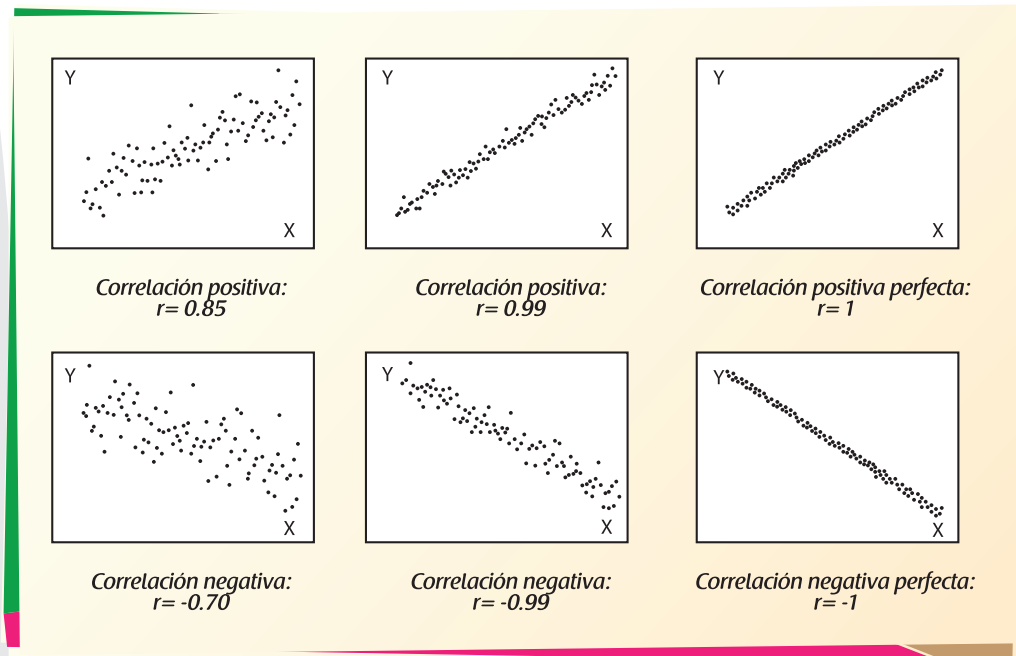 Y
X
Y
X
Y
X
Correlación positiva:
r= 0.85
Correlación positiva:
r= 0.99
Correlación positiva perfecta:
r= 1
Y
X
Y
X
Y
X
Correlación negativa:
r= -0.70
Correlación negativa:
r= -0.99
Correlación negativa perfecta:
r= -1